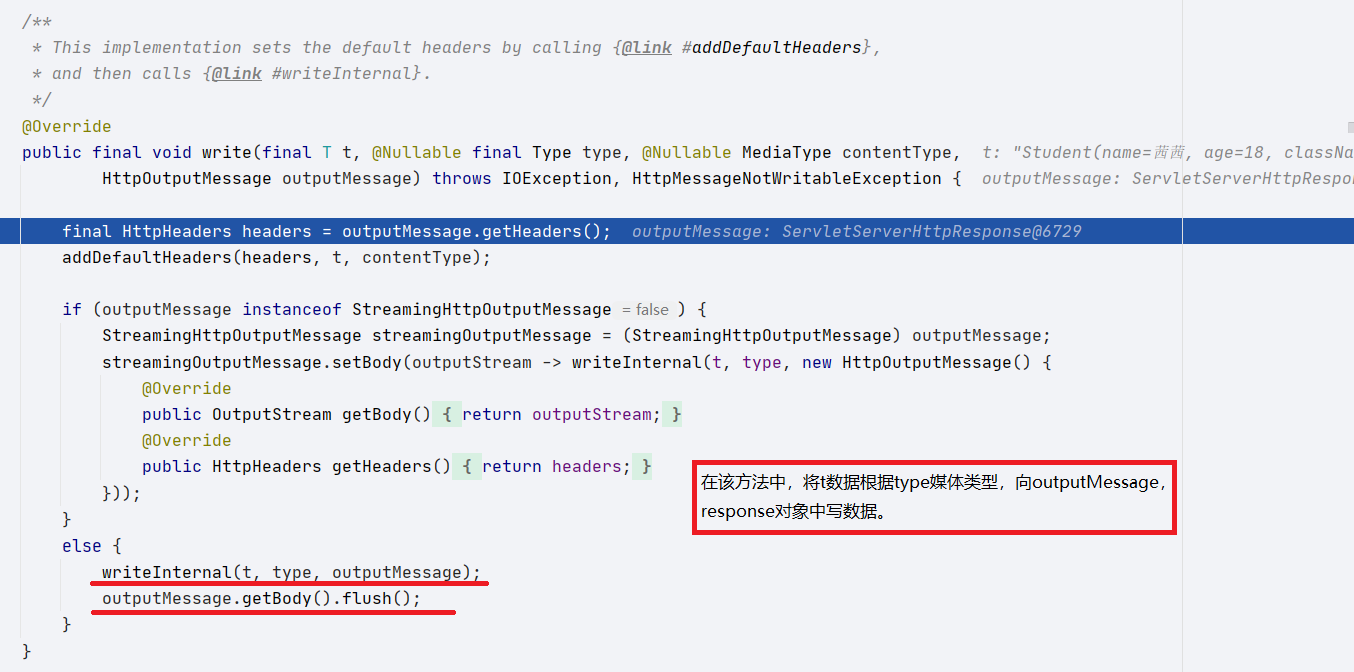 /**
* This implementation sets the default headers by calling {@link #addDefaultHeaders},
* and then calls {@link #writeInternal}.
*/
@Override
public final void write(final T t, @Nullable final Type type, @Nullable MediaType contentType, t: "Student(name=茜茜, age=18, classNa
HttpOutputMessage outputMessage) throws IOException, HttpMessageNotWritableException { outputMessage: ServletServerHttpRespo
final HttpHeaders headers = outputMessage.getHeaders(); outputMessage: ServletServerHttpResponse@6729
addDefaultHeaders(headers, t, contentType);
if (outputMessage instanceof StreamingHttpOutputMessage = false ) {
StreamingHttpOutputMessage streamingOutputMessage = (StreamingHttpOutputMessage) outputMessage;
streamingOutputMessage.setBody(outputStream -> writeInternal(t, type, new HttpOutputMessage() {
@Override
public OutputStream getBody() { return outputStream; }
@Override
public HttpHeaders getHeaders() { return headers; }
}));
}
在该方法中，将t数据根据type媒体类型，向outputMessage，
response对象中写数据。
else {
writeInternal(t, type, outputMessage);
outputMessage.getBody().flush();
}
}